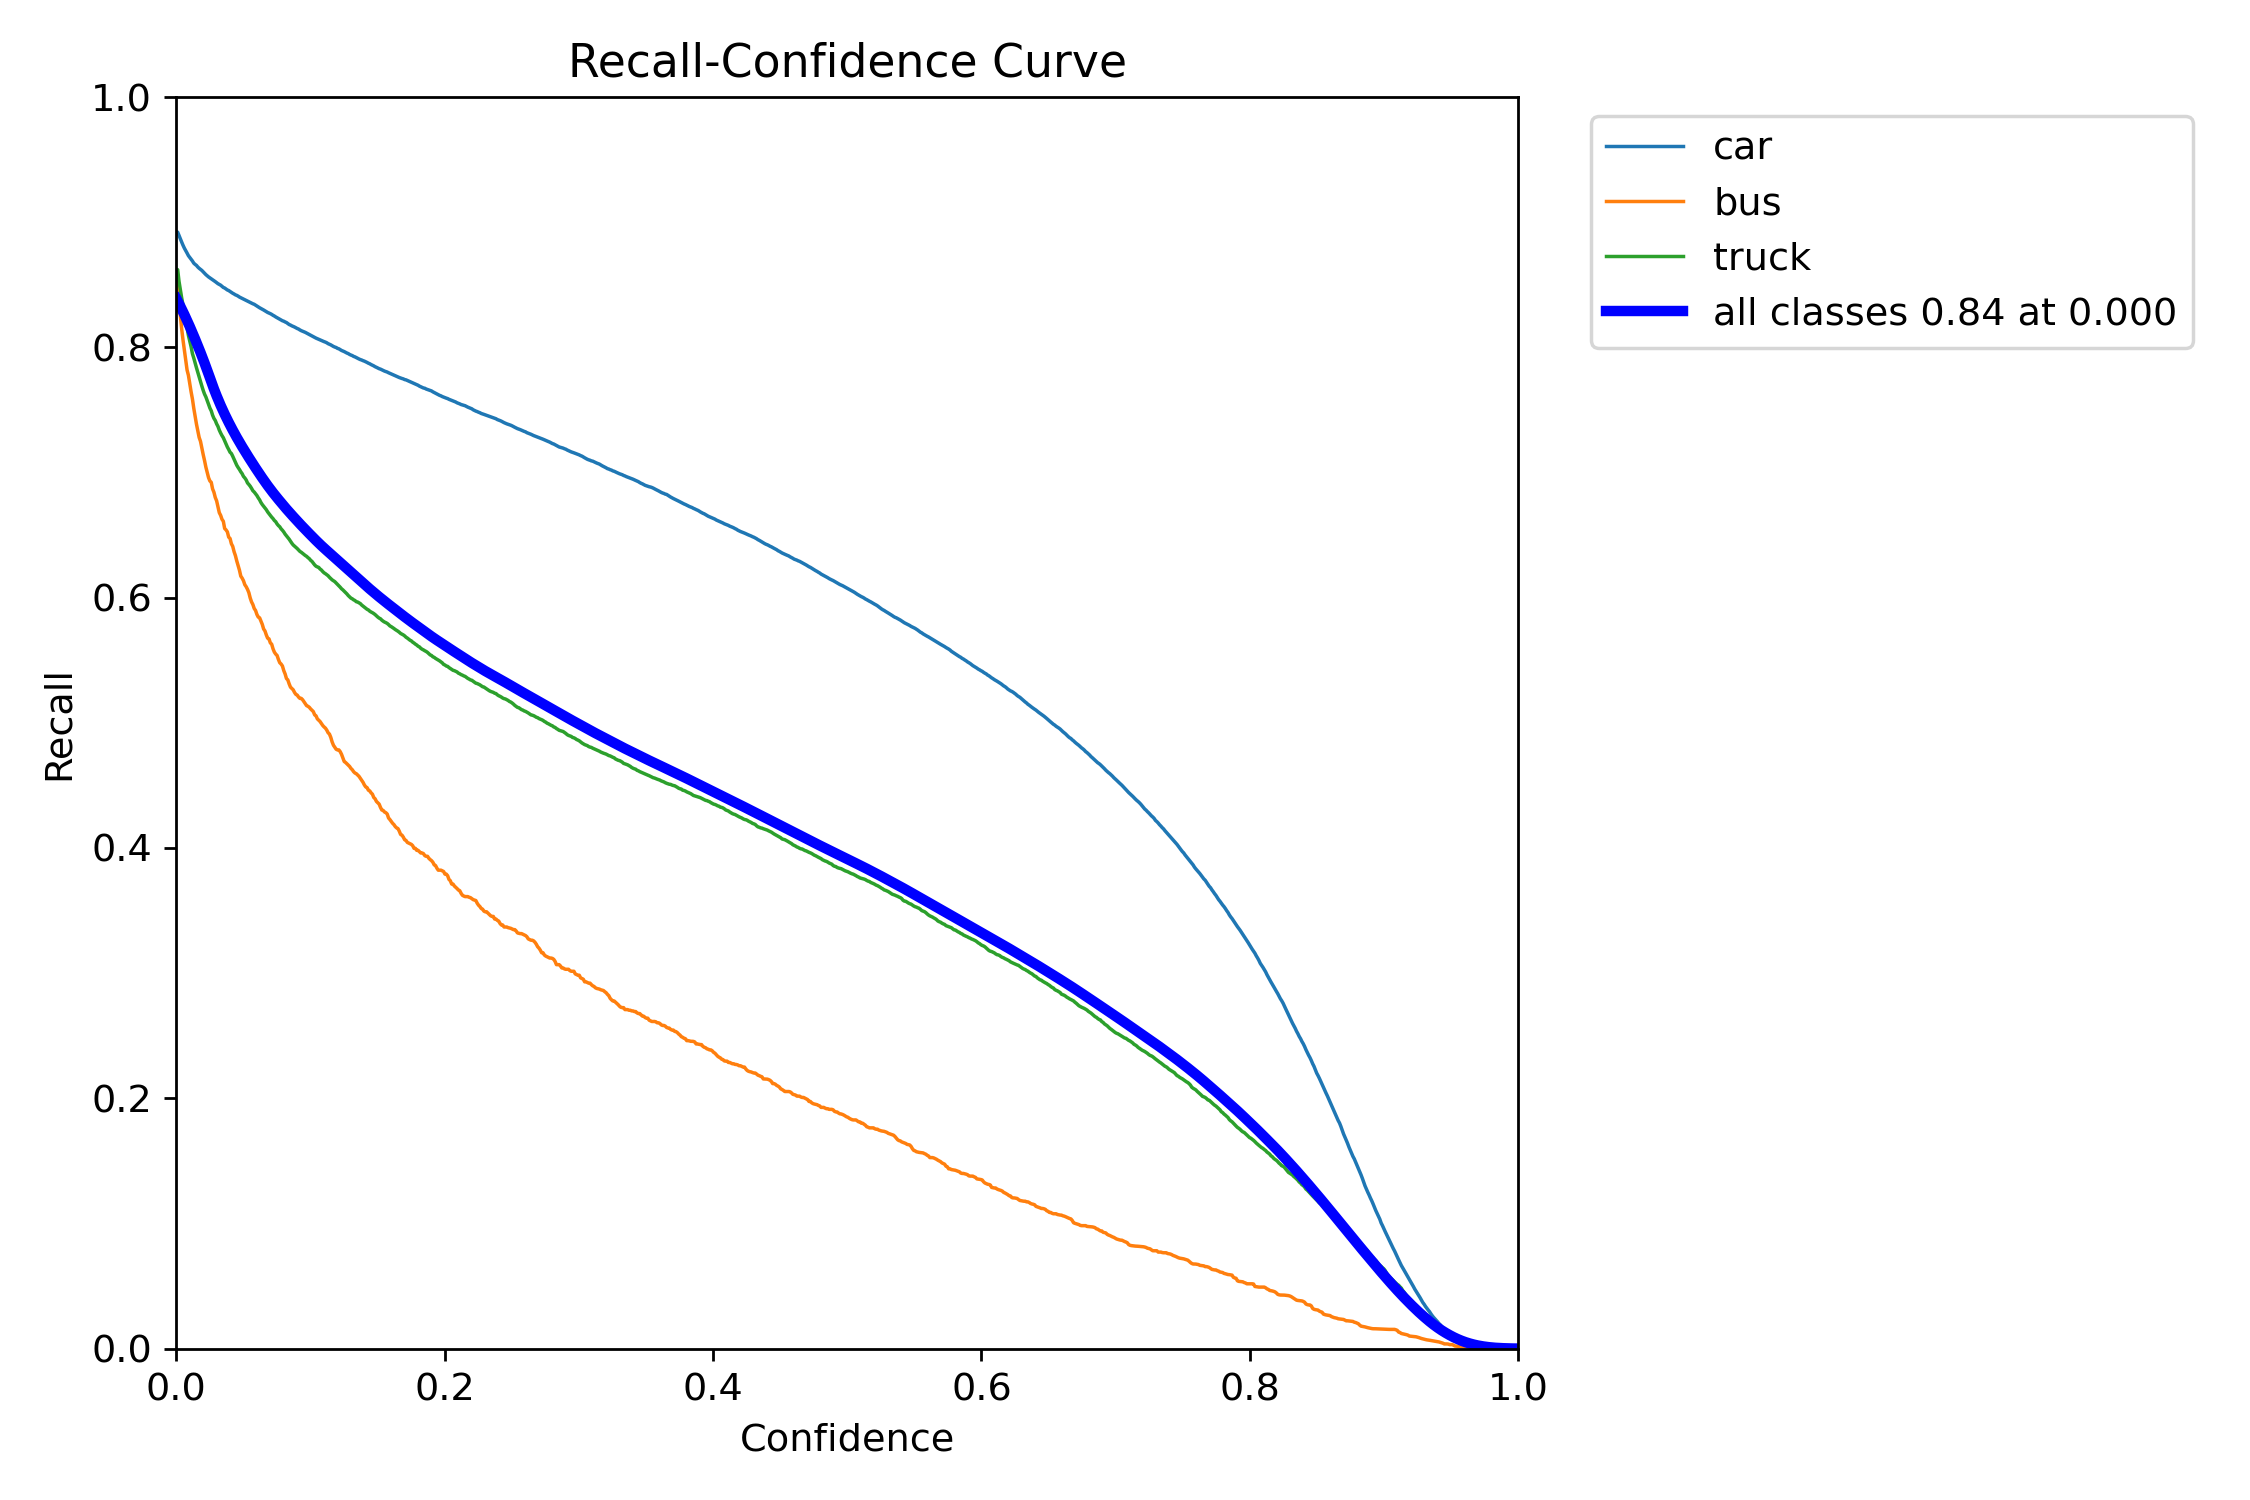 Recall-Confidence Curve
1.0
0.8
0.6
0.4
0.2
0.0
Recall
0.0 0.2 0.4 0.6 0.8 1.0
Confidence
car
bus
truck
all classes 0.84 at 0.000